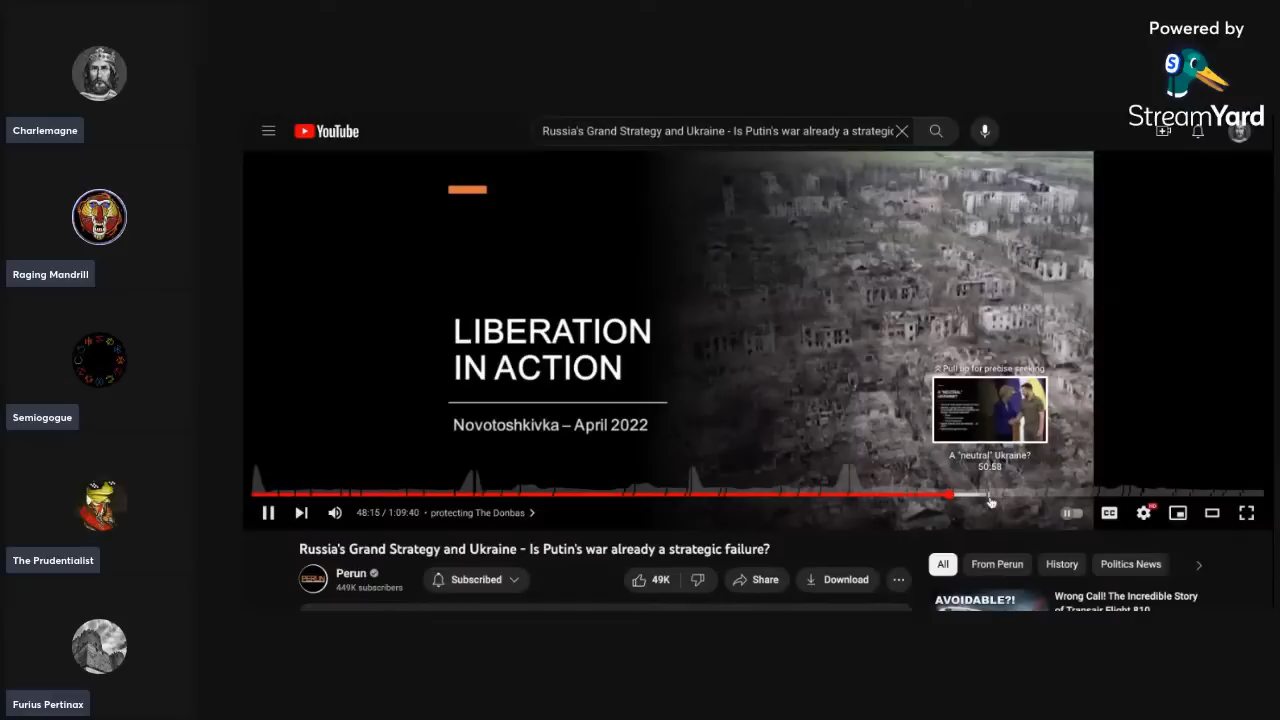 Powered by
StreamYard
Charlemagne
Raging Mandrill
Semiogogue
The Prudentialist
Furius Pertinax
YouTube
Russia's Grand Strategy and Ukraine - Is Putin's war already a strategic
LIBERATION
IN ACTION
Novotoshkivka – April 2022
Pull up for precise seeking
A "neutral" Ukraine?
50:58
48:15 / 1:09:40 • protecting The Donbas
CC
HD
Russia's Grand Strategy and Ukraine - Is Putin's war already a strategic failure?
PERUN
Perun
449K subscribers
Subscribed
49K
Share
Download
All
From Perun
History
Politics News
AVOIDABLE?!
Wrong Call! The Incredible Story
of Transair Flight 810